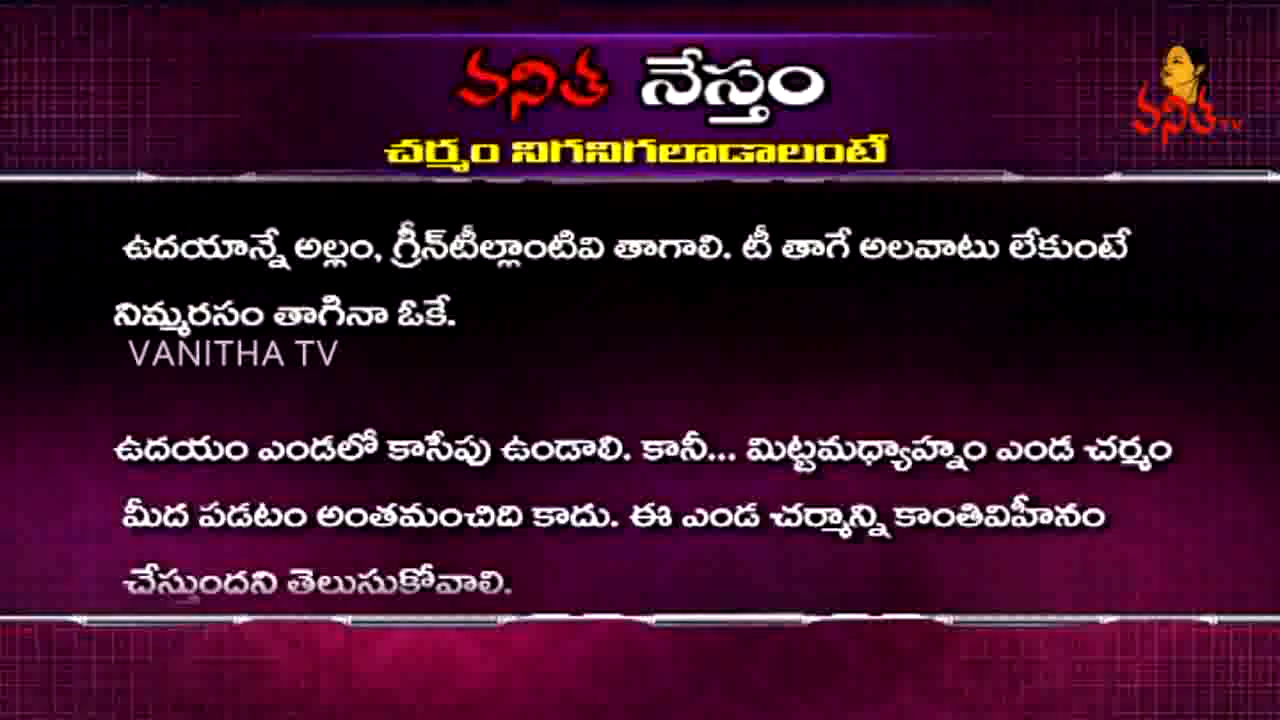 వనిత నేస్తం
వనిత TV
చర్మం నిగనిగలాడాలంటే
ఉదయాన్నే అల్లం, గ్రీన్‌టీల్లాంటివి తాగాలి. టీ తాగే అలవాటు లేకుంటే
నిమ్మరసం తాగినా ఓకే.
VANITHA TV
ఉదయం ఎండలో కాసేపు ఉండాలి. కానీ... మిట్టమధ్యాహ్నం ఎండ చర్మం
మీద పడటం అంతమంచిది కాదు. ఈ ఎండ చర్మాన్ని కాంతివిహీనం
చేస్తుందని తెలుసుకోవాలి.